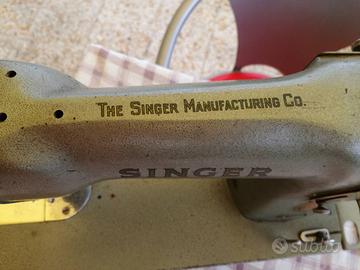 THE SINGER MANUFACTURING CO.
SINGER
subito